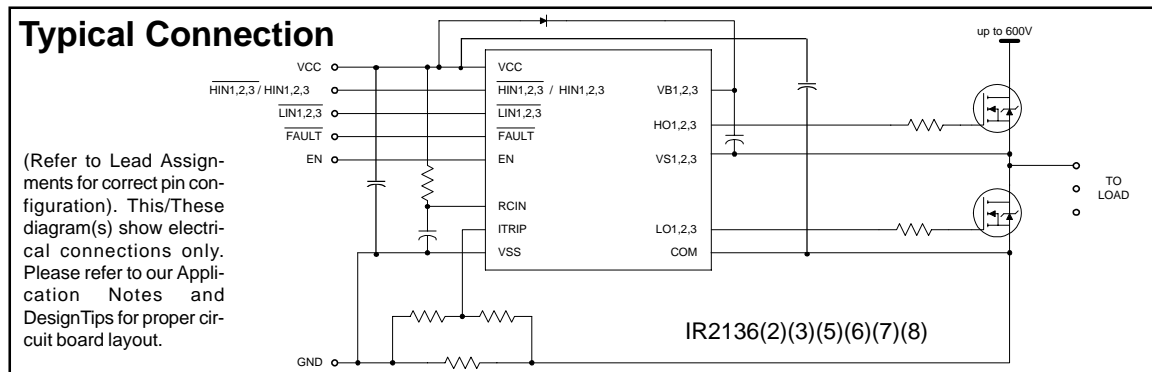 Typical Connection
up to 600V
VCC
HIN1,2,3 / HIN1,2,3
LIN1,2,3
FAULT
EN
VCC
HIN1,2,3 / HIN1,2,3
LIN1,2,3
FAULT
EN
RCIN
ITRIP
VSS
VB1,2,3
HO1,2,3
VS1,2,3
LO1,2,3
COM
TO
LOAD
(Refer to Lead Assign-
ments for correct pin con-
figuration). This/These
diagram(s) show electri-
cal connections only.
Please refer to our Appli-
cation Notes and
DesignTips for proper cir-
cuit board layout.
GND
IR2136(2)(3)(5)(6)(7)(8)